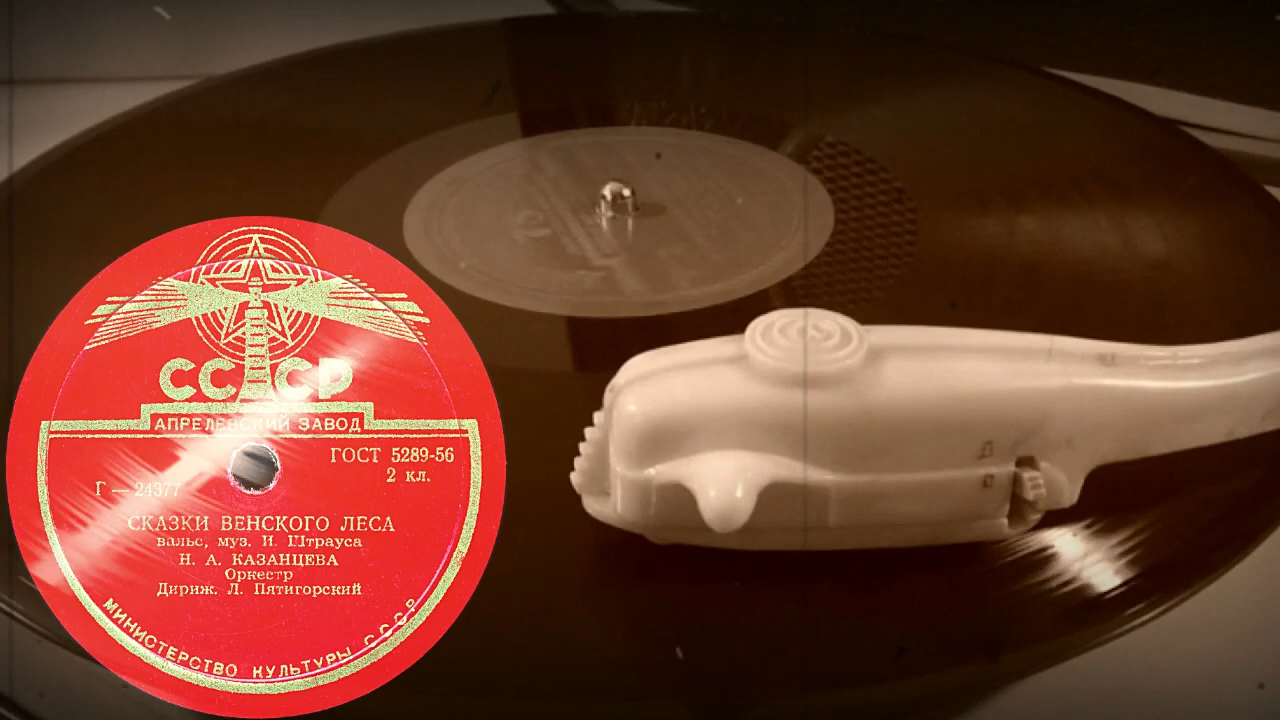 СССР
АПРЕЛЕВСКИЙ ЗАВОД
ГОСТ 5289-56
2 кл.
Г — 24377
СКАЗКИ ВЕНСКОГО ЛЕСА
вальс, муз. И. Штрауса
Н. А. КАЗАНЦЕВА
Оркестр
Дириж. Л. Пятигорский
МИНИСТЕРСТВО КУЛЬТУРЫ СССР